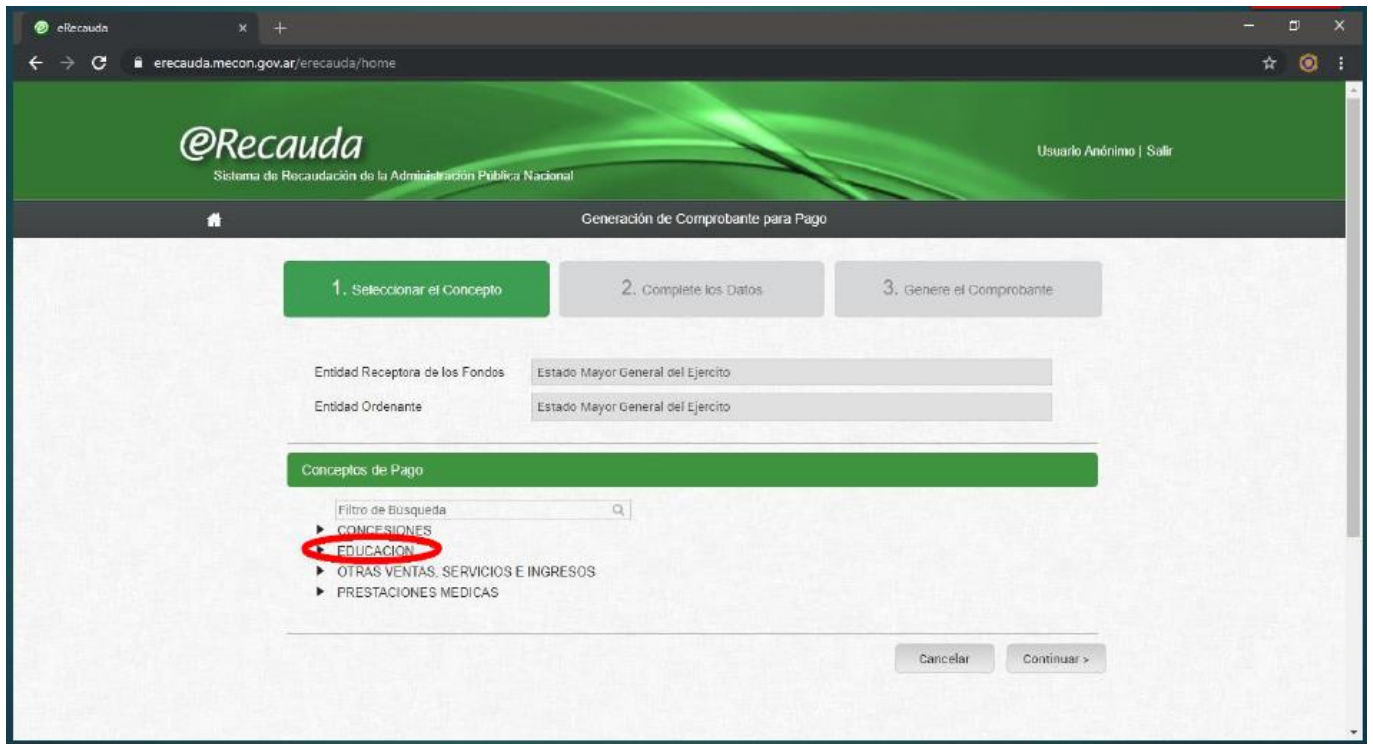 eRecauda
erecauda.mecon.gov.ar/erecauda/home
@Recauda
Sistema de Recaudación de la Administración Pública Nacional
Usuario Anónimo | Salir
Generación de Comprobante para Pago
1. Seleccionar el Concepto
2. Complete los Datos
3. Genere el Comprobante
Entidad Receptora de los Fondos Estado Mayor General del Ejercito
Entidad Ordenante Estado Mayor General del Ejercito
Conceptos de Pago
Filtro de Búsqueda
CONCESIONES
EDUCACION
OTRAS VENTAS, SERVICIOS E INGRESOS
PRESTACIONES MEDICAS
Cancelar
Continuar >